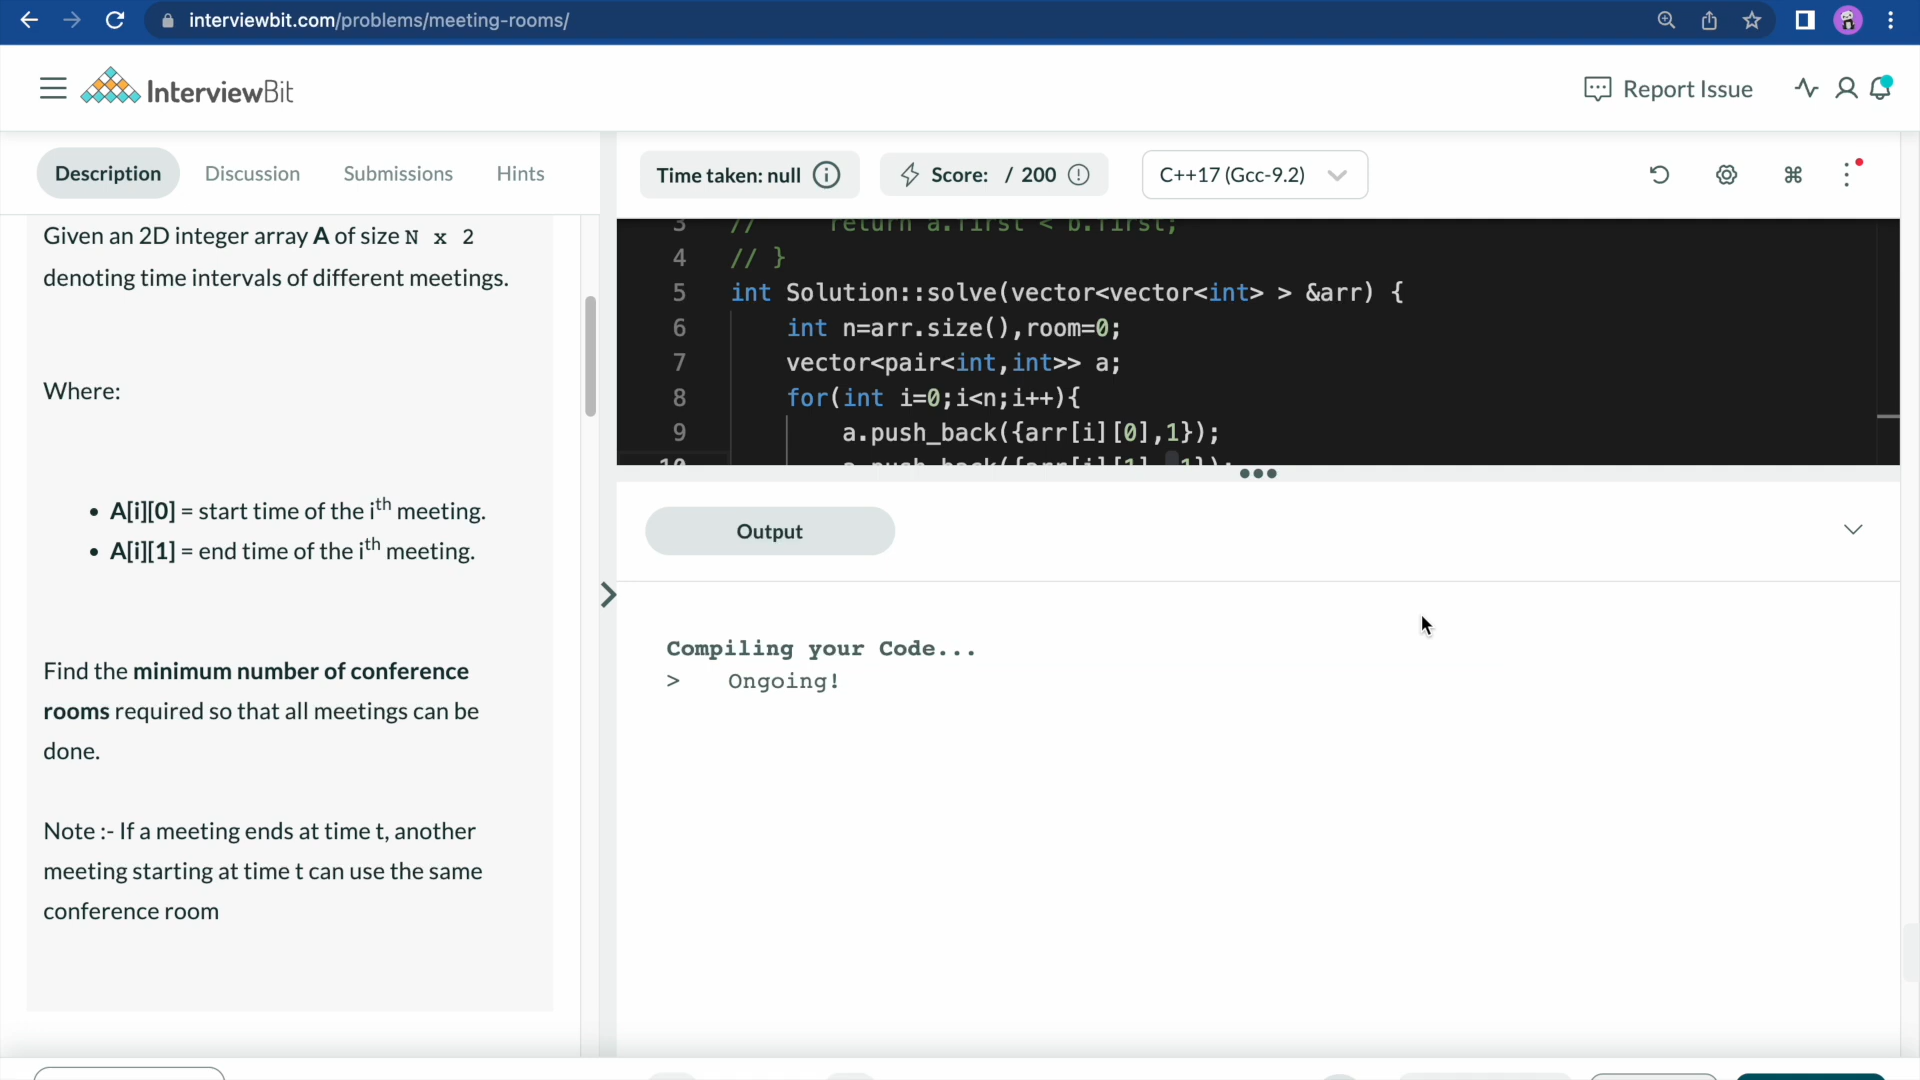 interviewbit.com/problems/meeting-rooms/
InterviewBit
Report Issue
Description
Discussion
Submissions
Hints
Time taken: null
Score: / 200
C++17 (Gcc-9.2)
Given an 2D integer array A of size N x 2
denoting time intervals of different meetings.
Where:
• A[i][0] = start time of the ith meeting.
• A[i][1] = end time of the ith meeting.
Find the minimum number of conference
rooms required so that all meetings can be
done.
Note :- If a meeting ends at time t, another
meeting starting at time t can use the same
conference room
3 // return a.first < b.first;
4 // }
5 int Solution::solve(vector<vector<int> > &arr) {
6 int n=arr.size(),room=0;
7 vector<pair<int,int>> a;
8 for(int i=0;i<n;i++){
9 a.push_back({arr[i][0],1});
10
Output
Compiling your Code...
> Ongoing!